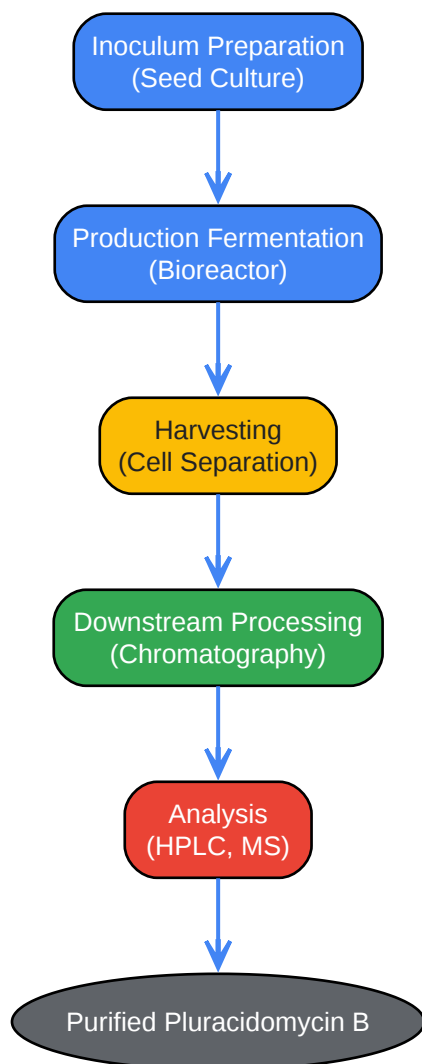 Inoculum Preparation
(Seed Culture)
Production Fermentation
(Bioreactor)
Harvesting
(Cell Separation)
Downstream Processing
(Chromatography)
Analysis
(HPLC, MS)
Purified Pluracidomycin B